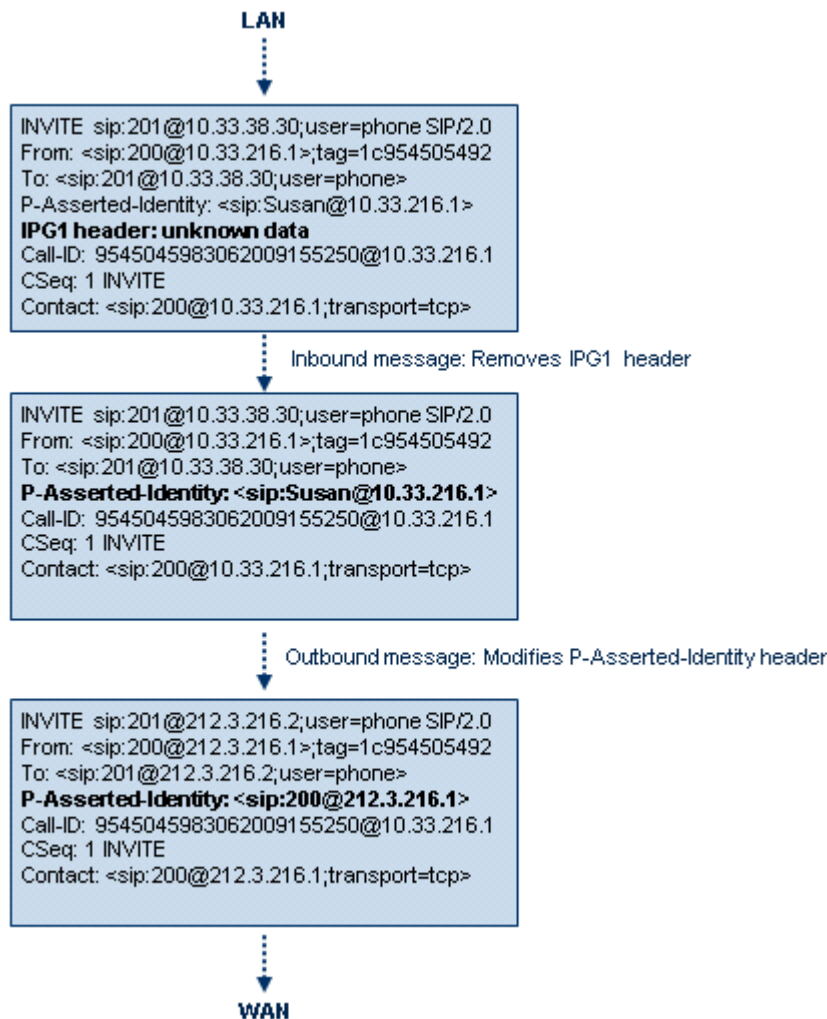 LAN
INVITE sip:201@10.33.38.30;user=phone SIP/2.0
From: <sip:200@10.33.216.1>;tag=1c954505492
To: <sip:201@10.33.38.30;user=phone>
P-Asserted-Identity: <sip:Susan@10.33.216.1>
IPG1 header: unknown data
Call-ID: 9545045983062009155250@10.33.216.1
CSeq: 1 INVITE
Contact: <sip:200@10.33.216.1;transport=tcp>
Inbound message: Removes IPG1 header
INVITE sip:201@10.33.38.30;user=phone SIP/2.0
From: <sip:200@10.33.216.1>;tag=1c954505492
To: <sip:201@10.33.38.30;user=phone>
P-Asserted-Identity: <sip:Susan@10.33.216.1>
Call-ID: 9545045983062009155250@10.33.216.1
CSeq: 1 INVITE
Contact: <sip:200@10.33.216.1;transport=tcp>
Outbound message: Modifies P-Asserted-Identity header
INVITE sip:201@212.3.216.2;user=phone SIP/2.0
From: <sip:200@212.3.216.1>;tag=1c954505492
To: <sip:201@212.3.216.2;user=phone>
P-Asserted-Identity: <sip:200@212.3.216.1>
Call-ID: 9545045983062009155250@10.33.216.1
CSeq: 1 INVITE
Contact: <sip:200@212.3.216.1;transport=tcp>
WAN